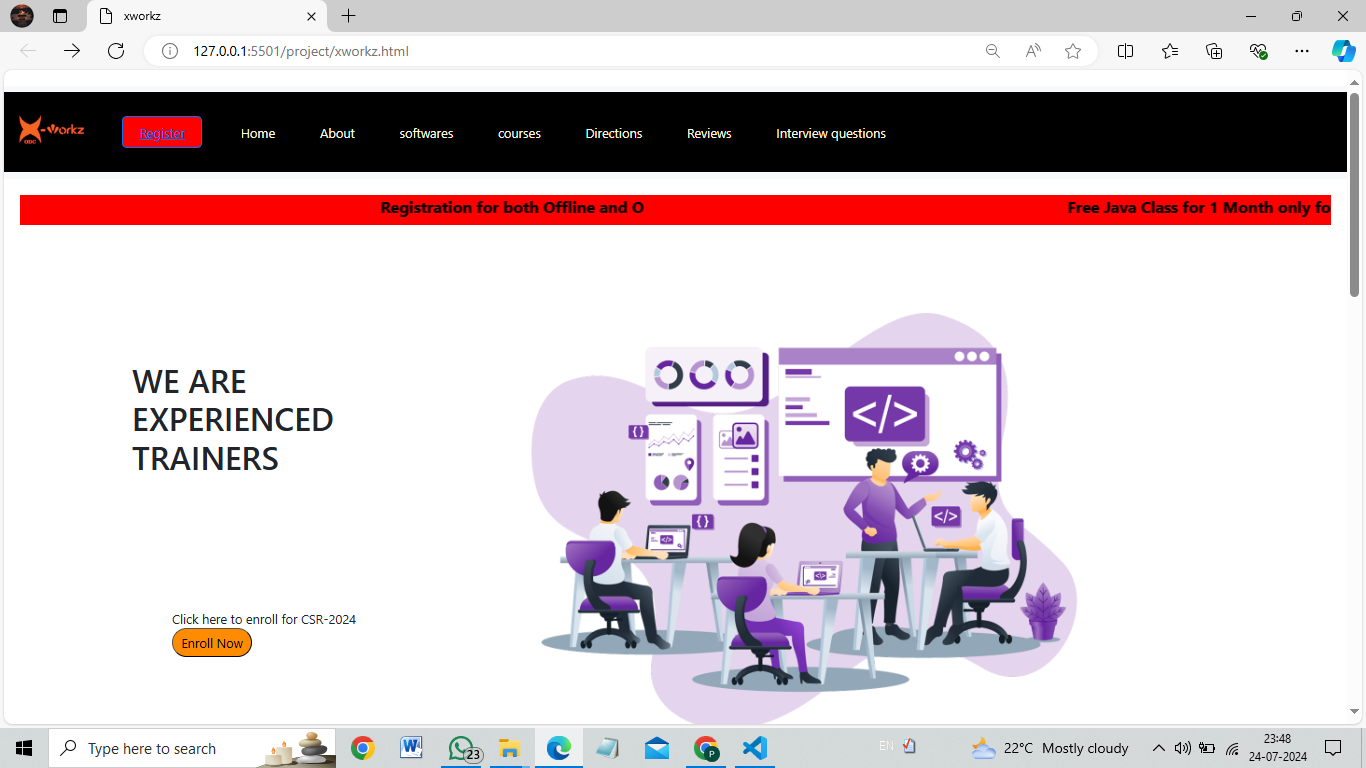 xworkz
127.0.0.1:5501/project/xworkz.html
X-workz
ODC
Register Home About softwares courses Directions Reviews Interview questions
Registration for both Offline and O Free Java Class for 1 Month only fo
WE ARE
EXPERIENCED
TRAINERS
</>
{}
</>
{}
</>
</>
</>
Click here to enroll for CSR-2024
Enroll Now
Type here to search
23
EN
22°C Mostly cloudy
23:48
24-07-2024